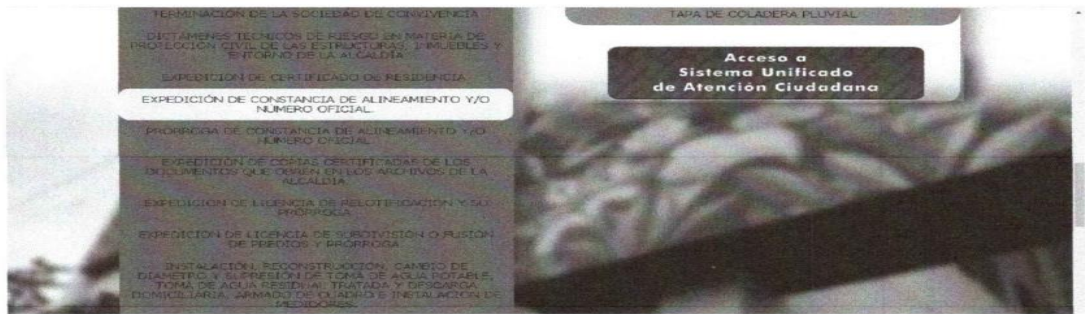 TERMINACIÓN DE LA SOCIEDAD DE CONVIVENCIA
DICTÁMENES TÉCNICOS DE RIESGO EN MATERIA DE
PROTECCIÓN CIVIL DE LAS ESTRUCTURAS, INMUEBLES Y
ENTORNO DE LA ALCALDÍA
EXPEDICIÓN DE CERTIFICADO DE RESIDENCIA
EXPEDICIÓN DE CONSTANCIA DE ALINEAMIENTO Y/O
NÚMERO OFICIAL.
PRÓRROGA DE CONSTANCIA DE ALINEAMIENTO Y/O
NÚMERO OFICIAL
EXPEDICIÓN DE COPIAS CERTIFICADAS DE LOS
DOCUMENTOS QUE OBREN EN LOS ARCHIVOS DE LA
ALCALDÍA.
EXPEDICIÓN DE LICENCIA DE RELOTIFICACIÓN Y SU
PRÓRROGA
EXPEDICIÓN DE LICENCIA DE SUBDIVISIÓN O FUSIÓN
DE PREDIOS Y PRÓRROGA
INSTALACIÓN, RECONSTRUCCIÓN, CAMBIO DE
DIÁMETRO Y SUPRESIÓN DE TOMA DE AGUA POTABLE,
TOMA DE AGUA RESIDUAL TRATADA Y DESCARGA
DOMICILIARIA, ARMADO DE CUADRO E INSTALACIÓN DE
MEDIDORES.
TAPA DE COLADERA PLUVIAL
Acceso a
Sistema Unificado
de Atención Ciudadana